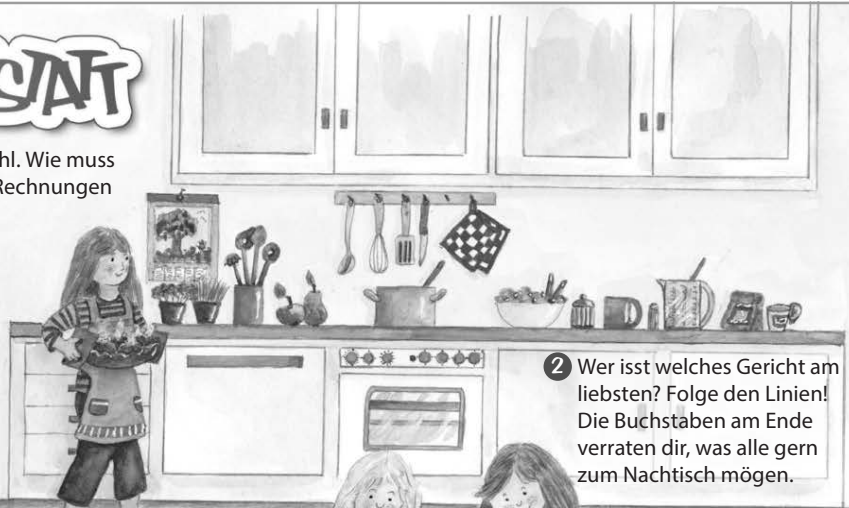 STATT
hl. Wie muss
Rechnungen
2 Wer isst welches Gericht am
liebsten? Folge den Linien!
Die Buchstaben am Ende
verraten dir, was alle gern
zum Nachtisch mögen.